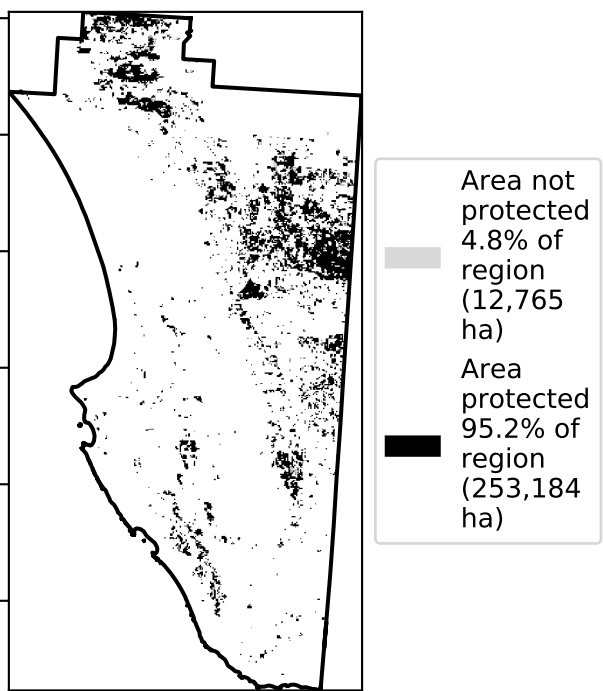 Area not
protected
4.8% of
region
(12,765
ha)
Area
protected
95.2% of
region
(253,184
ha)